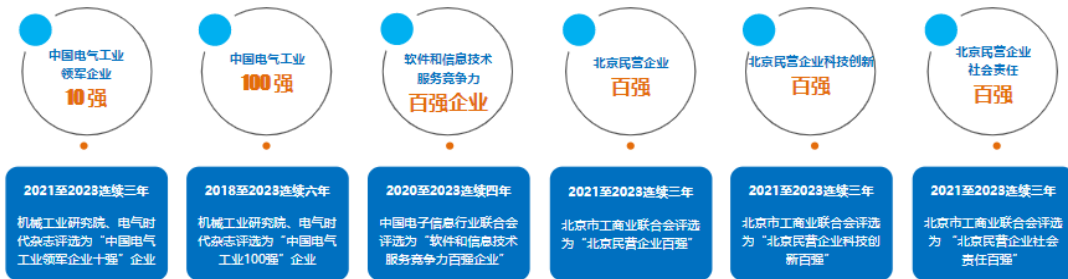 中国电气工业
领军企业
10强
中国电气工业
100强
软件和信息技术
服务竞争力
百强企业
北京民营企业
百强
北京民营企业科技创新
百强
北京民营企业
社会责任
百强
2021至2023连续三年
机械工业研究院、电气时
代杂志评选为“中国电气
工业领军企业十强”企业
2018至2023连续六年
机械工业研究院、电气时
代杂志评选为“中国电气
工业100强”企业
2020至2023连续四年
中国电子信息行业联合会
评选为“软件和信息技术
服务竞争力百强企业”
2021至2023连续三年
北京市工商业联合会评选
为“北京民营企业百强”
2021至2023连续三年
北京市工商业联合会评选
为“北京民营企业科技创
新百强”
2021至2023连续三年
北京市工商业联合会评选
为“北京民营企业社会
责任百强”